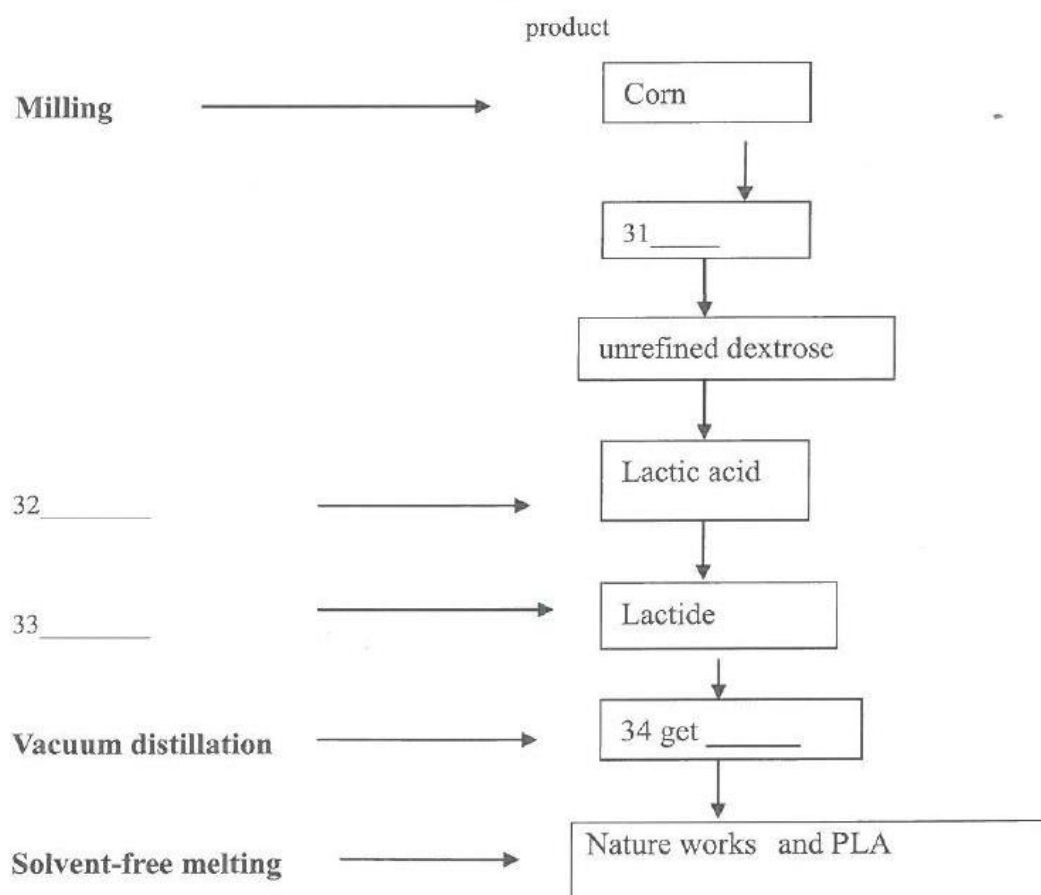 product
Milling
Corn
31_____
unrefined dextrose
Lactic acid
32________
Lactide
33________
34 get _______
Vacuum distillation
Nature works and PLA
Solvent-free melting